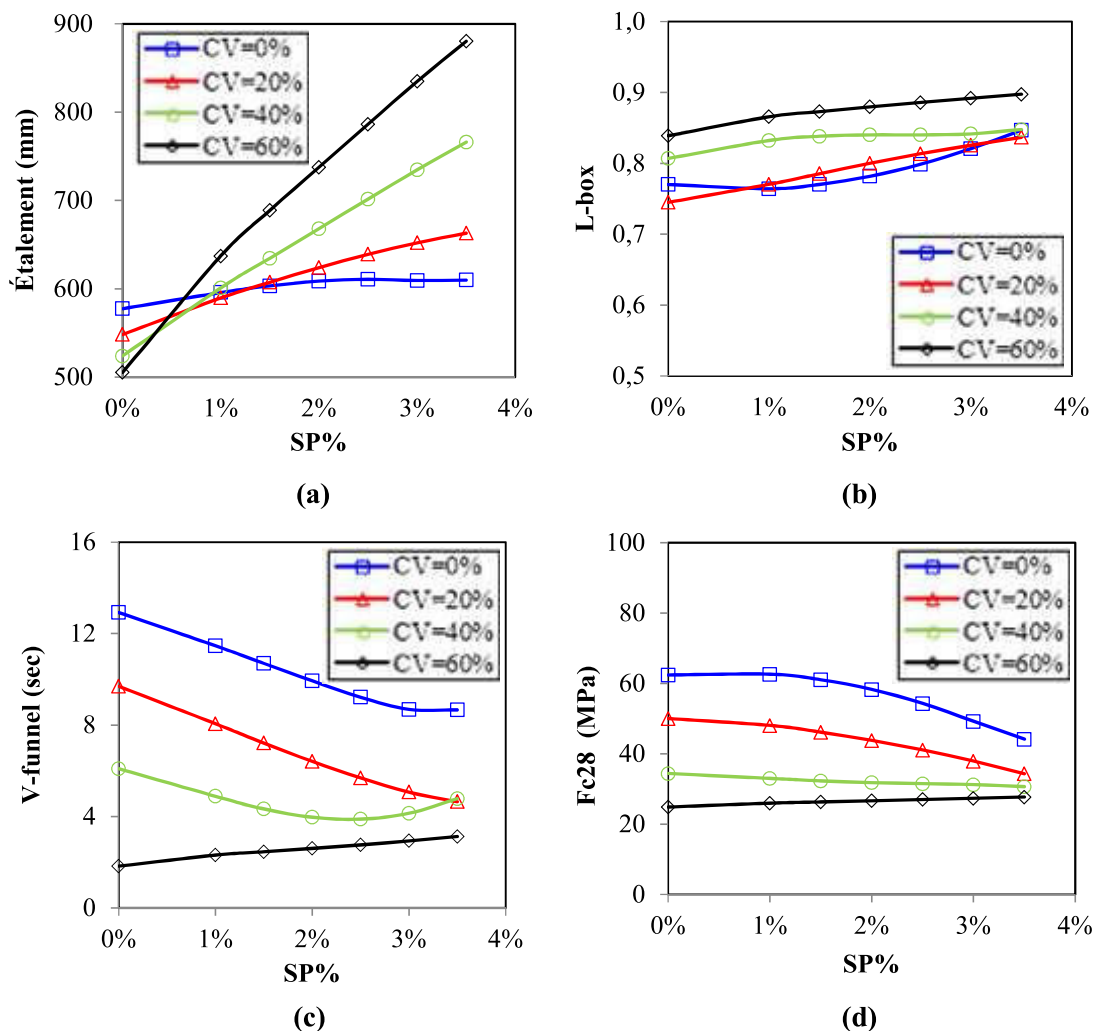 900
800
700
600
500
Étalement (mm)
CV=0%
CV=20%
CV=40%
CV=60%
0% 1% 2% 3% 4%
SP%
(a)
1,0
0,9
0,8
0,7
0,6
0,5
L-box
CV=0%
CV=20%
CV=40%
CV=60%
0% 1% 2% 3% 4%
SP%
(b)
16
12
8
4
0
V-funnel (sec)
CV=0%
CV=20%
CV=40%
CV=60%
0% 1% 2% 3% 4%
SP%
(c)
100
80
60
40
20
0
Fc28 (MPa)
CV=0%
CV=20%
CV=40%
CV=60%
0% 1% 2% 3% 4%
SP%
(d)